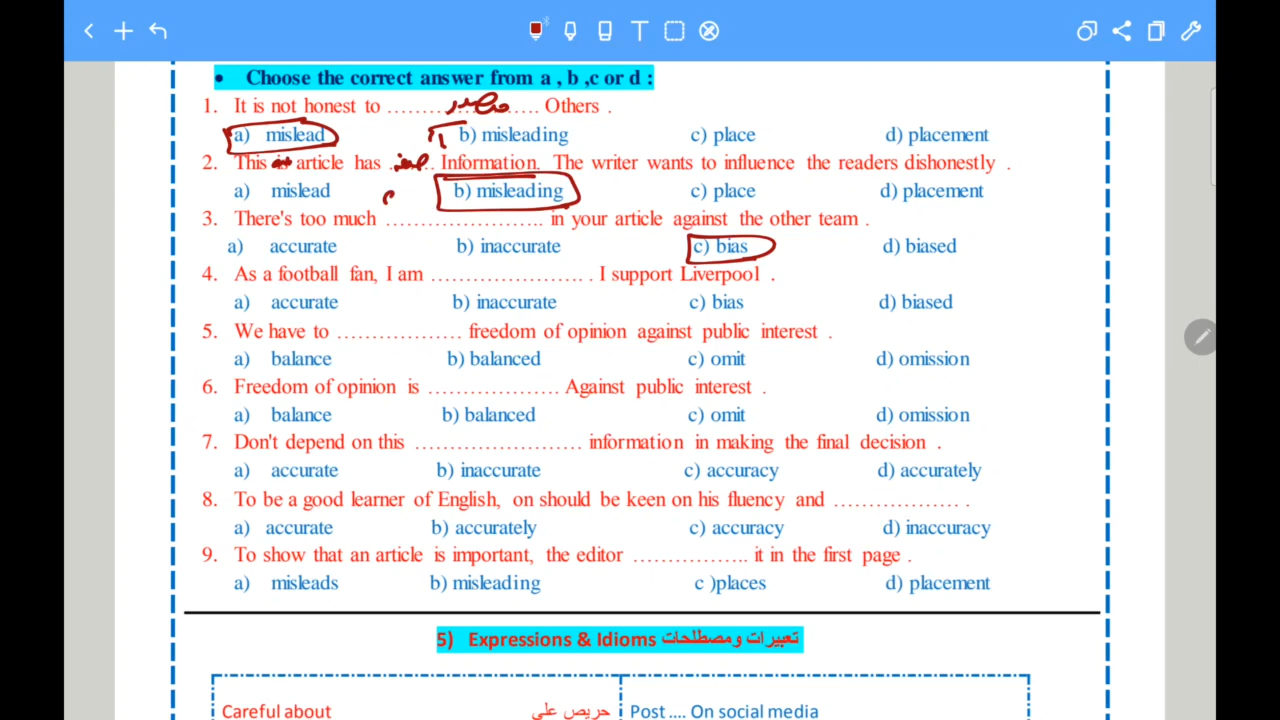 • Choose the correct answer from a , b ,c or d :
1. It is not honest to ………مصدر…… Others .
a) mislead b) misleading c) place d) placement
2. This article has ……… Information. The writer wants to influence the readers dishonestly .
a) mislead b) misleading c) place d) placement
3. There's too much ………………….. in your article against the other team .
a) accurate b) inaccurate c) bias d) biased
4. As a football fan, I am …………………. . I support Liverpool .
a) accurate b) inaccurate c) bias d) biased
5. We have to ……………… freedom of opinion against public interest .
a) balance b) balanced c) omit d) omission
6. Freedom of opinion is ………………. Against public interest .
a) balance b) balanced c) omit d) omission
7. Don't depend on this …………………… information in making the final decision .
a) accurate b) inaccurate c) accuracy d) accurately
8. To be a good learner of English, on should be keen on his fluency and ……………… .
a) accurate b) accurately c) accuracy d) inaccuracy
9. To show that an article is important, the editor …………….. it in the first page .
a) misleads b) misleading c )places d) placement
5) Expressions & Idioms تعبيرات ومصطلحات
Careful about حريص علي Post .... On social media